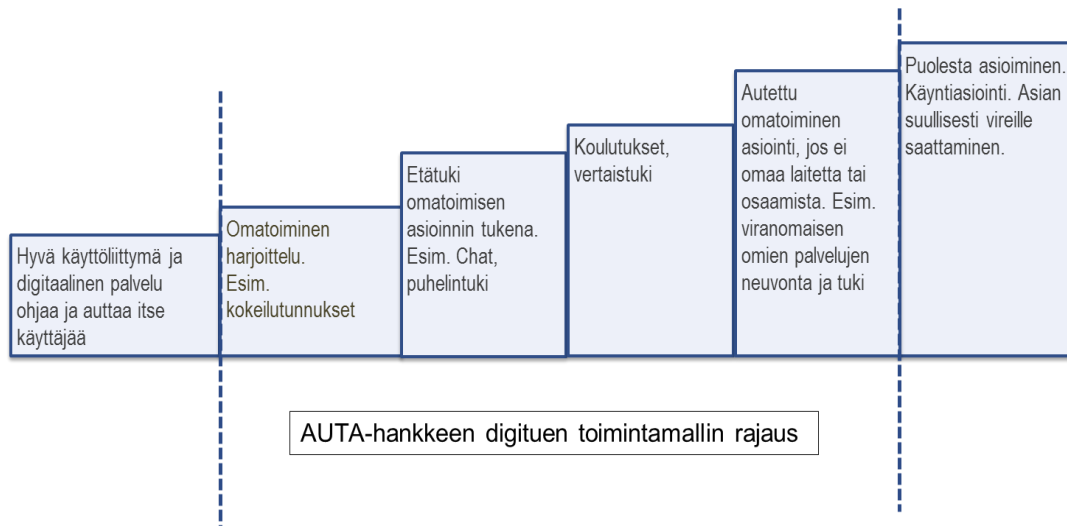 Hyvä käyttöliittymä ja
digitaalinen palvelu
ohjaa ja auttaa itse
käyttäjää
Omatoiminen
harjoittelu.
Esim.
kokeilutunnukset
Etätuki
omatoimisen
asioinnin tukena.
Esim. Chat,
puhelintuki
Koulutukset,
vertaistuki
Autettu
omatoiminen
asiointi, jos ei
omaa laitetta tai
osaamista. Esim.
viranomaisen
omien palvelujen
neuvonta ja tuki
Puolesta asioiminen.
Käyntiasiointi. Asian
suullisesti vireille
saattaminen.
AUTA-hankkeen digituen toimintamallin rajaus